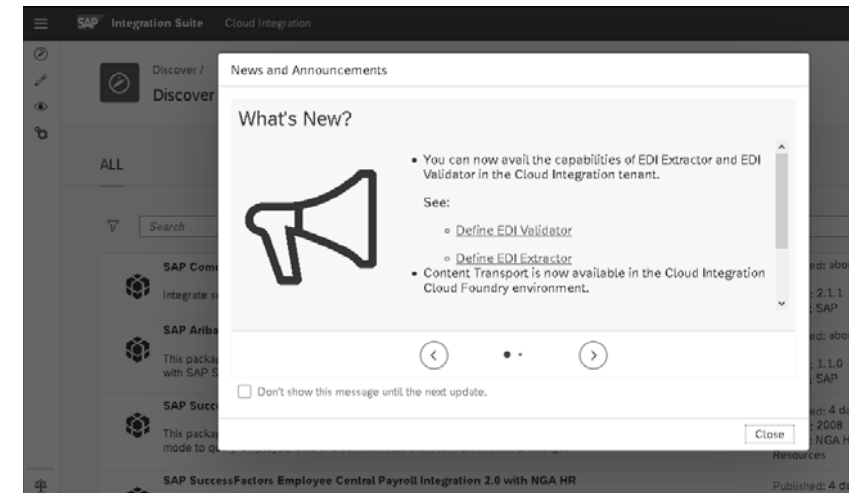 SAP Integration Suite Cloud Integration
Discover /
Discover
ALL
Search
News and Announcements
What's New?
• You can now avail the capabilities of EDI Extractor and EDI
Validator in the Cloud Integration tenant.
See:
Define EDI Validator
Define EDI Extractor
• Content Transport is now available in the Cloud Integration
Cloud Foundry environment.
Don't show this message until the next update.
Close
SAP
Integrate
2.1.1
SAP
SAP Ariba
This
with SAP
1.1.0
SAP
SAP
This
mode to
4
2008
NGA
Resources
SAP SuccessFactors Employee Central Payroll Integration 2.0 with NGA HR
Published: 4